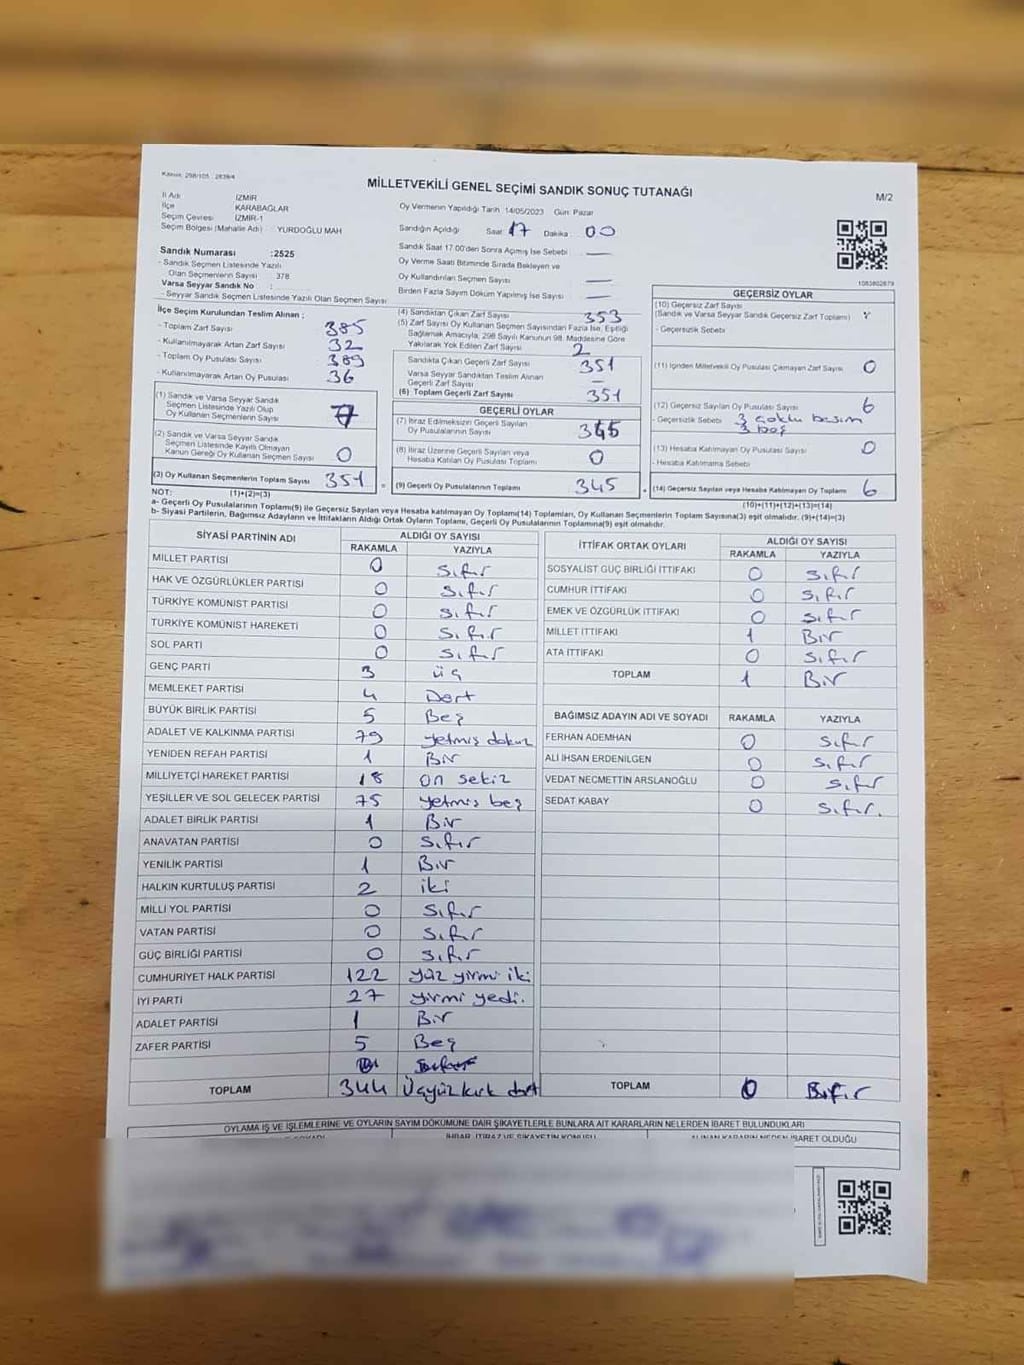 Kanun: 298/105 : 2839/4
MİLLETVEKİLİ GENEL SEÇİMİ SANDIK SONUÇ TUTANAĞI
M/2
İl Adı İZMİR
İlçe KARABAĞLAR
Seçim Çevresi İZMİR-1
Seçim Bölgesi (Mahalle Adı) : YURDOĞLU MAH
Sandık Numarası :2525
- Sandık Seçmen Listesinde Yazılı
Olan Seçmenlerin Sayısı : 378
Varsa Seyyar Sandık No :
- Seyyar Sandık Seçmen Listesinde Yazılı Olan Seçmen Sayısı
Oy Vermenin Yapıldığı Tarih 14/05/2023 Gün: Pazar
Sandığın Açıldığı Saat 17 Dakika : 00
Sandık Saat 17.00'den Sonra Açılmış İse Sebebi : —
Oy Verme Saati Bitiminde Sırada Bekleyen ve
Oy Kullandırılan Seçmen Sayısı : —
Birden Fazla Sayım Döküm Yapılmış İse Sayısı : —
1083802879
İlçe Seçim Kurulundan Teslim Alınan ;
- Toplam Zarf Sayısı : 385
- Kullanılmayarak Artan Zarf Sayısı : 32
- Toplam Oy Pusulası Sayısı : 389
- Kullanılmayarak Artan Oy Pusulası : 36
(1) Sandık ve Varsa Seyyar Sandık
Seçmen Listesinde Yazılı Olup
Oy Kullanan Seçmenlerin Sayısı
(2) Sandık ve Varsa Seyyar Sandık
Seçmen Listesinde Kayıtlı Olmayan
Kanun Gereği Oy Kullanan Seçmen Sayısı 0
(3) Oy Kullanan Seçmenlerin Toplam Sayısı 351
(4) Sandıktan Çıkan Zarf Sayısı 353
(5) Zarf Sayısı Oy Kullanan Seçmen Sayısından Fazla İse, Eşitliği
Sağlamak Amacıyla, 298 Sayılı Kanunun 98. Maddesine Göre
Yakılarak Yok Edilen Zarf Sayısı 2
Sandıkta Çıkan Geçerli Zarf Sayısı 351
Varsa Seyyar Sandıktan Teslim Alınan
Geçerli Zarf Sayısı —
(6) Toplam Geçerli Zarf Sayısı 351
GEÇERLİ OYLAR
(7) İtiraz Edilmeksizin Geçerli Sayılan
Oy Pusulalarının Sayısı 345
(8) İtiraz Üzerine Geçerli Sayılan veya
Hesaba Katılan Oy Pusulası Toplamı 0
(9) Geçerli Oy Pusulalarının Toplamı 345
GEÇERSİZ OYLAR
(10) Geçersiz Zarf Sayısı
(Sandık ve Varsa Seyyar Sandık Geçersiz Zarf Toplamı) :
- Geçersizlik Sebebi :
(11) İçinden Milletvekili Oy Pusulası Çıkmayan Zarf Sayısı 0
(12) Geçersiz Sayılan Oy Pusulası Sayısı 6
- Geçersizlik Sebebi : 3 çoklu basım
3 boş
(13) Hesaba Katılmayan Oy Pusulası Sayısı 0
- Hesaba Katılmama Sebebi
(14) Geçersiz Sayılan veya Hesaba Katılmayan Oy Toplamı 6
NOT: (1)+(2)=(3) (10)+(11)+(12)+(13)=(14)
a- Geçerli Oy Pusulalarının Toplamı(9) ile Geçersiz Sayılan veya Hesaba Katılmayan Oy Toplamı(14) Toplamları, Oy Kullanan Seçmenlerin Toplam Sayısına(3) eşit olmalıdır. (9)+(14)=(3)
b- Siyasi Partilerin, Bağımsız Adayların ve İttifakların Aldığı Ortak Oyların Toplamı, Geçerli Oy Pusulalarının Toplamına(9) eşit olmalıdır.
SİYASİ PARTİNİN ADI ALDIĞI OY SAYISI
RAKAMLA YAZIYLA
MİLLET PARTİSİ 0 sıfır
HAK VE ÖZGÜRLÜKLER PARTİSİ 0 sıfır
TÜRKİYE KOMÜNİST PARTİSİ 0 sıfır
TÜRKİYE KOMÜNİST HAREKETİ 0 sıfır
SOL PARTİ 0 sıfır
GENÇ PARTİ 3 üç
MEMLEKET PARTİSİ 4 Dört
BÜYÜK BİRLİK PARTİSİ 5 Beş
ADALET VE KALKINMA PARTİSİ 79 yetmiş dokuz
YENİDEN REFAH PARTİSİ 1 Bir
MİLLİYETÇİ HAREKET PARTİSİ 18 on sekiz
YEŞİLLER VE SOL GELECEK PARTİSİ 75 yetmiş beş
ADALET BİRLİK PARTİSİ 1 Bir
ANAVATAN PARTİSİ 0 sıfır
YENİLİK PARTİSİ 1 Bir
HALKIN KURTULUŞ PARTİSİ 2 iki
MİLLİ YOL PARTİSİ 0 sıfır
VATAN PARTİSİ 0 sıfır
GÜÇ BİRLİĞİ PARTİSİ 0 sıfır
CUMHURİYET HALK PARTİSİ 122 yüz yirmi iki
İYİ PARTİ 27 yirmi yedi.
ADALET PARTİSİ 1 Bir
ZAFER PARTİSİ 5 Beş
TOPLAM 344 Üçyüz kırk dört
İTTİFAK ORTAK OYLARI ALDIĞI OY SAYISI
RAKAMLA YAZIYLA
SOSYALİST GÜÇ BİRLİĞİ İTTİFAKI 0 sıfır
CUMHUR İTTİFAKI 0 sıfır
EMEK VE ÖZGÜRLÜK İTTİFAKI 0 sıfır
MİLLET İTTİFAKI 1 Bir
ATA İTTİFAKI 0 sıfır
TOPLAM 1 Bir
BAĞIMSIZ ADAYIN ADI VE SOYADI RAKAMLA YAZIYLA
FERHAN ADEMHAN 0 sıfır
ALİ İHSAN ERDENİLGEN 0 sıfır
VEDAT NECMETTİN ARSLANOĞLU 0 sıfır
SEDAT KABAY 0 sıfır.
TOPLAM 0 sıfır
OYLAMA İŞ VE İŞLEMLERİNE VE OYLARIN SAYIM DÖKÜMÜNE DAİR ŞİKAYETLERLE BUNLARA AİT KARARLARIN NELERDEN İBARET BULUNDUKLARI
İHBAR, İTİRAZ VE ŞİKAYETİN KONUSU ALINAN KARARIN NEDEN İBARET OLDUĞU